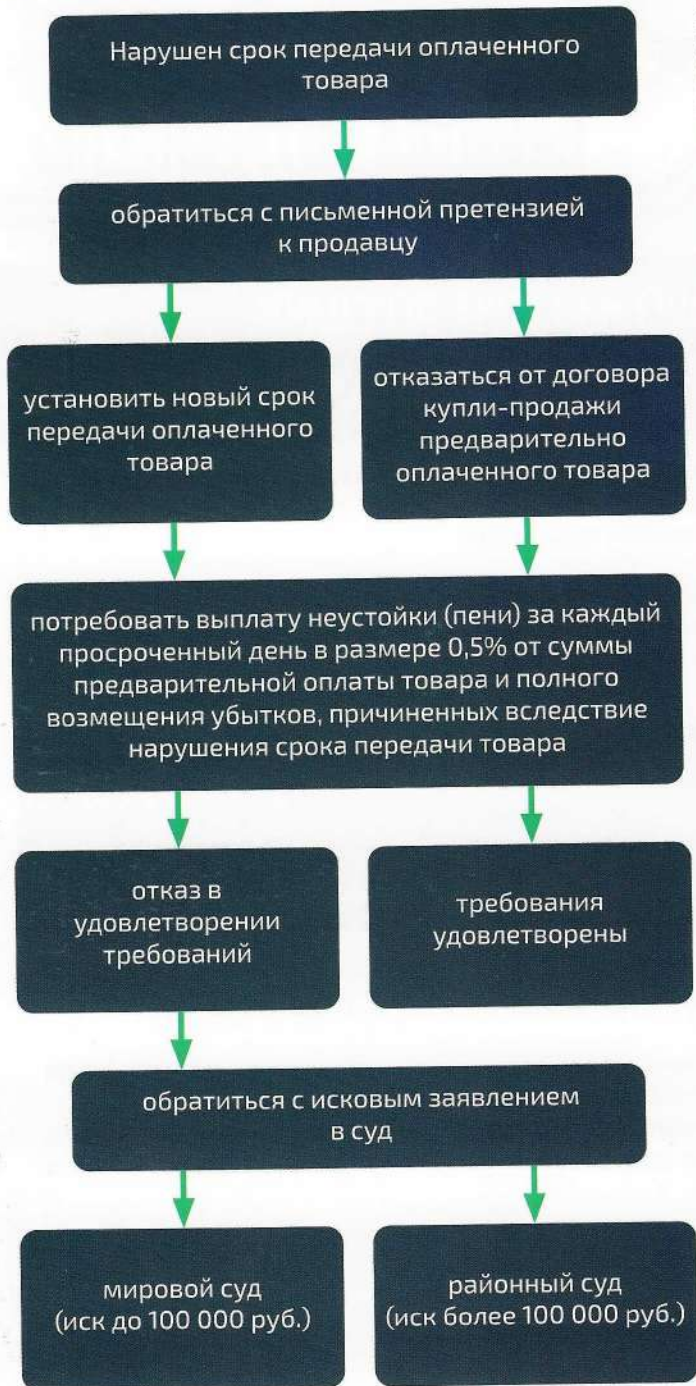 Нарушен срок передачи оплаченного
товара
обратиться с письменной претензией
к продавцу
установить новый срок
передачи оплаченного
товара
отказаться от договора
купли-продажи
предварительно
оплаченного товара
потребовать выплату неустойки (пени) за каждый
просроченный день в размере 0,5% от суммы
предварительной оплаты товара и полного
возмещения убытков, причиненных вследствие
нарушения срока передачи товара
отказ в
удовлетворении
требований
требования
удовлетворены
обратиться с исковым заявлением
в суд
мировой суд
(иск до 100 000 руб.)
районный суд
(иск более 100 000 руб.)